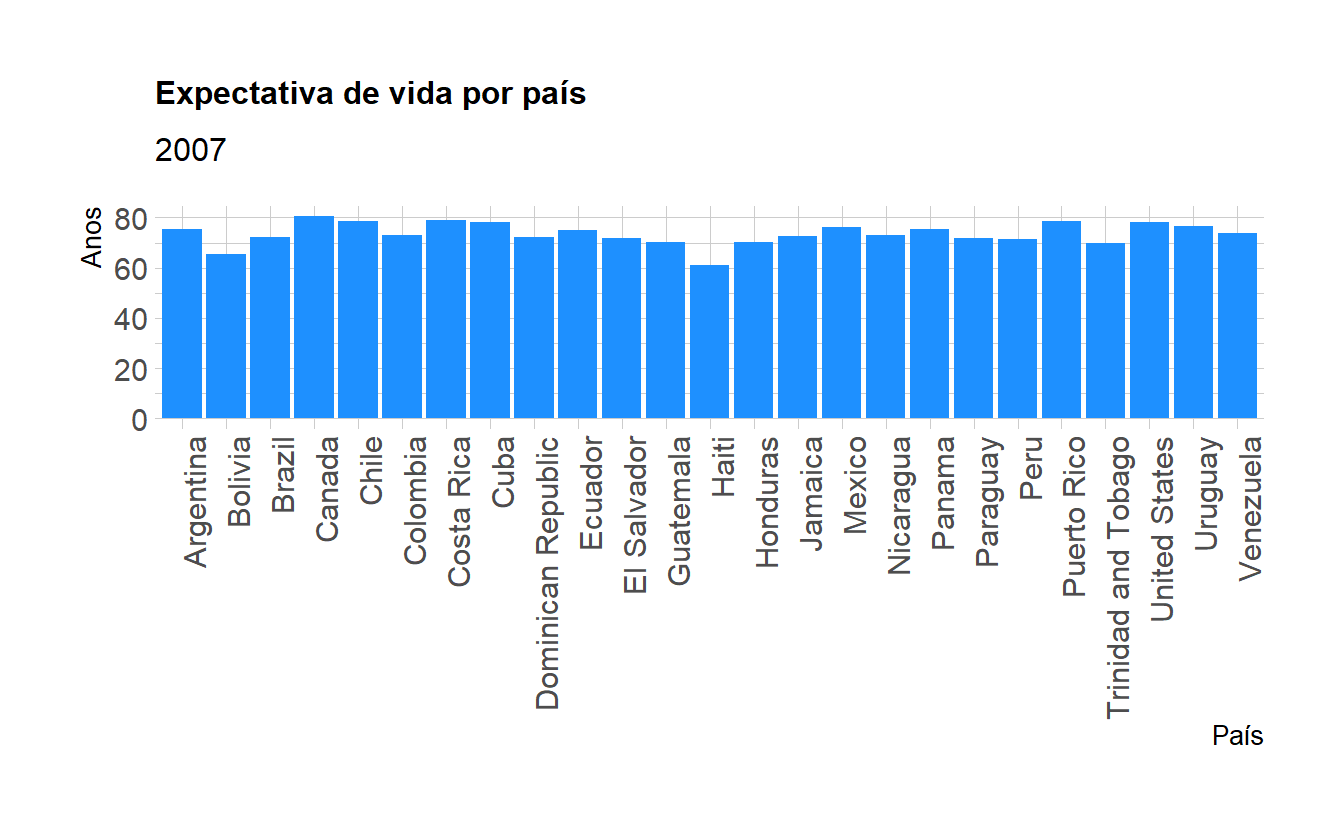 Expectativa de vida por país
2007
Anos
80
60
40
20
0
Argentina
Bolivia
Brazil
Canada
Chile
Colombia
Costa Rica
Cuba
Dominican Republic
Ecuador
El Salvador
Guatemala
Haiti
Honduras
Jamaica
Mexico
Nicaragua
Panama
Paraguay
Peru
Puerto Rico
Trinidad and Tobago
United States
Uruguay
Venezuela
País